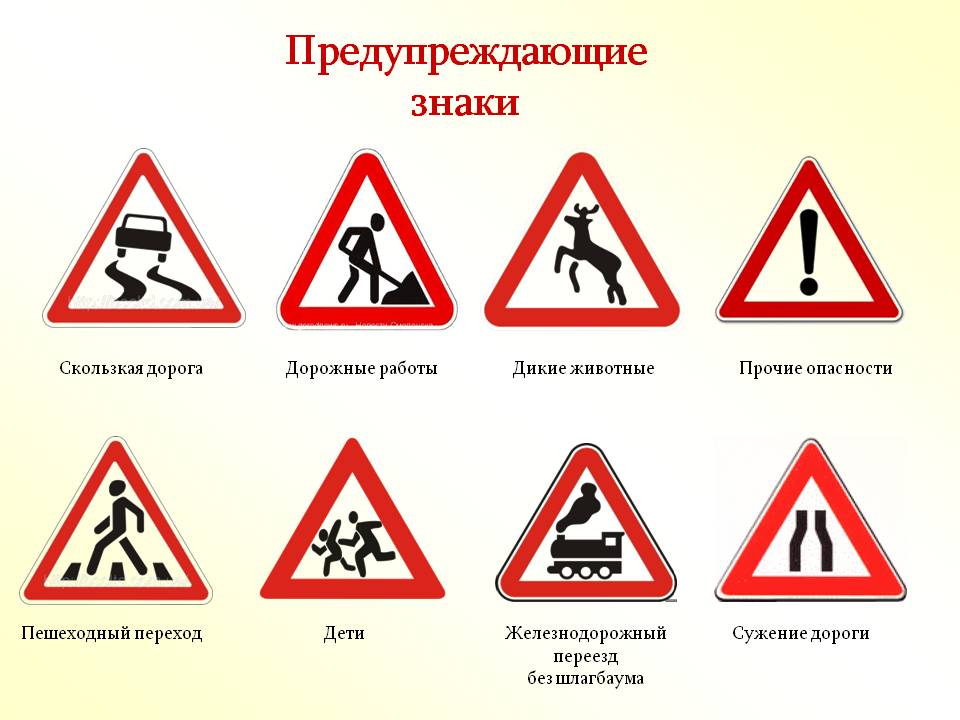 Предупреждающие
знаки
Скользкая дорога
Дорожные работы
Дикие животные
Прочие опасности
Пешеходный переход
Дети
Железнодорожный
переезд
без шлагбаума
Сужение дороги